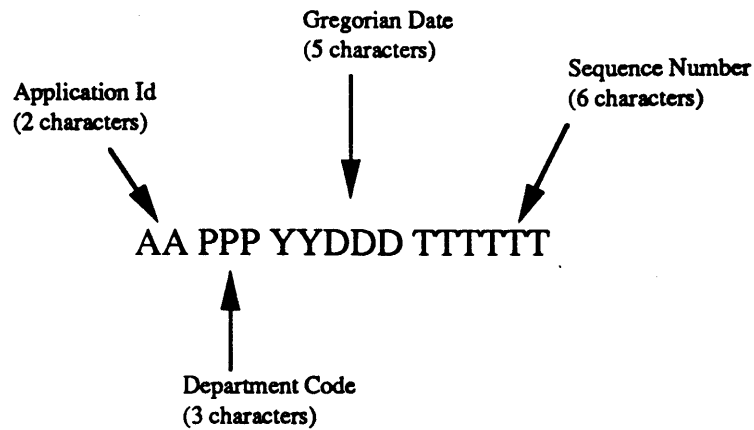 Gregorian Date
(5 characters)
Sequence Number
(6 characters)
Application Id
(2 characters)
AA PPP YYDDD TTTTTT
Department Code
(3 characters)